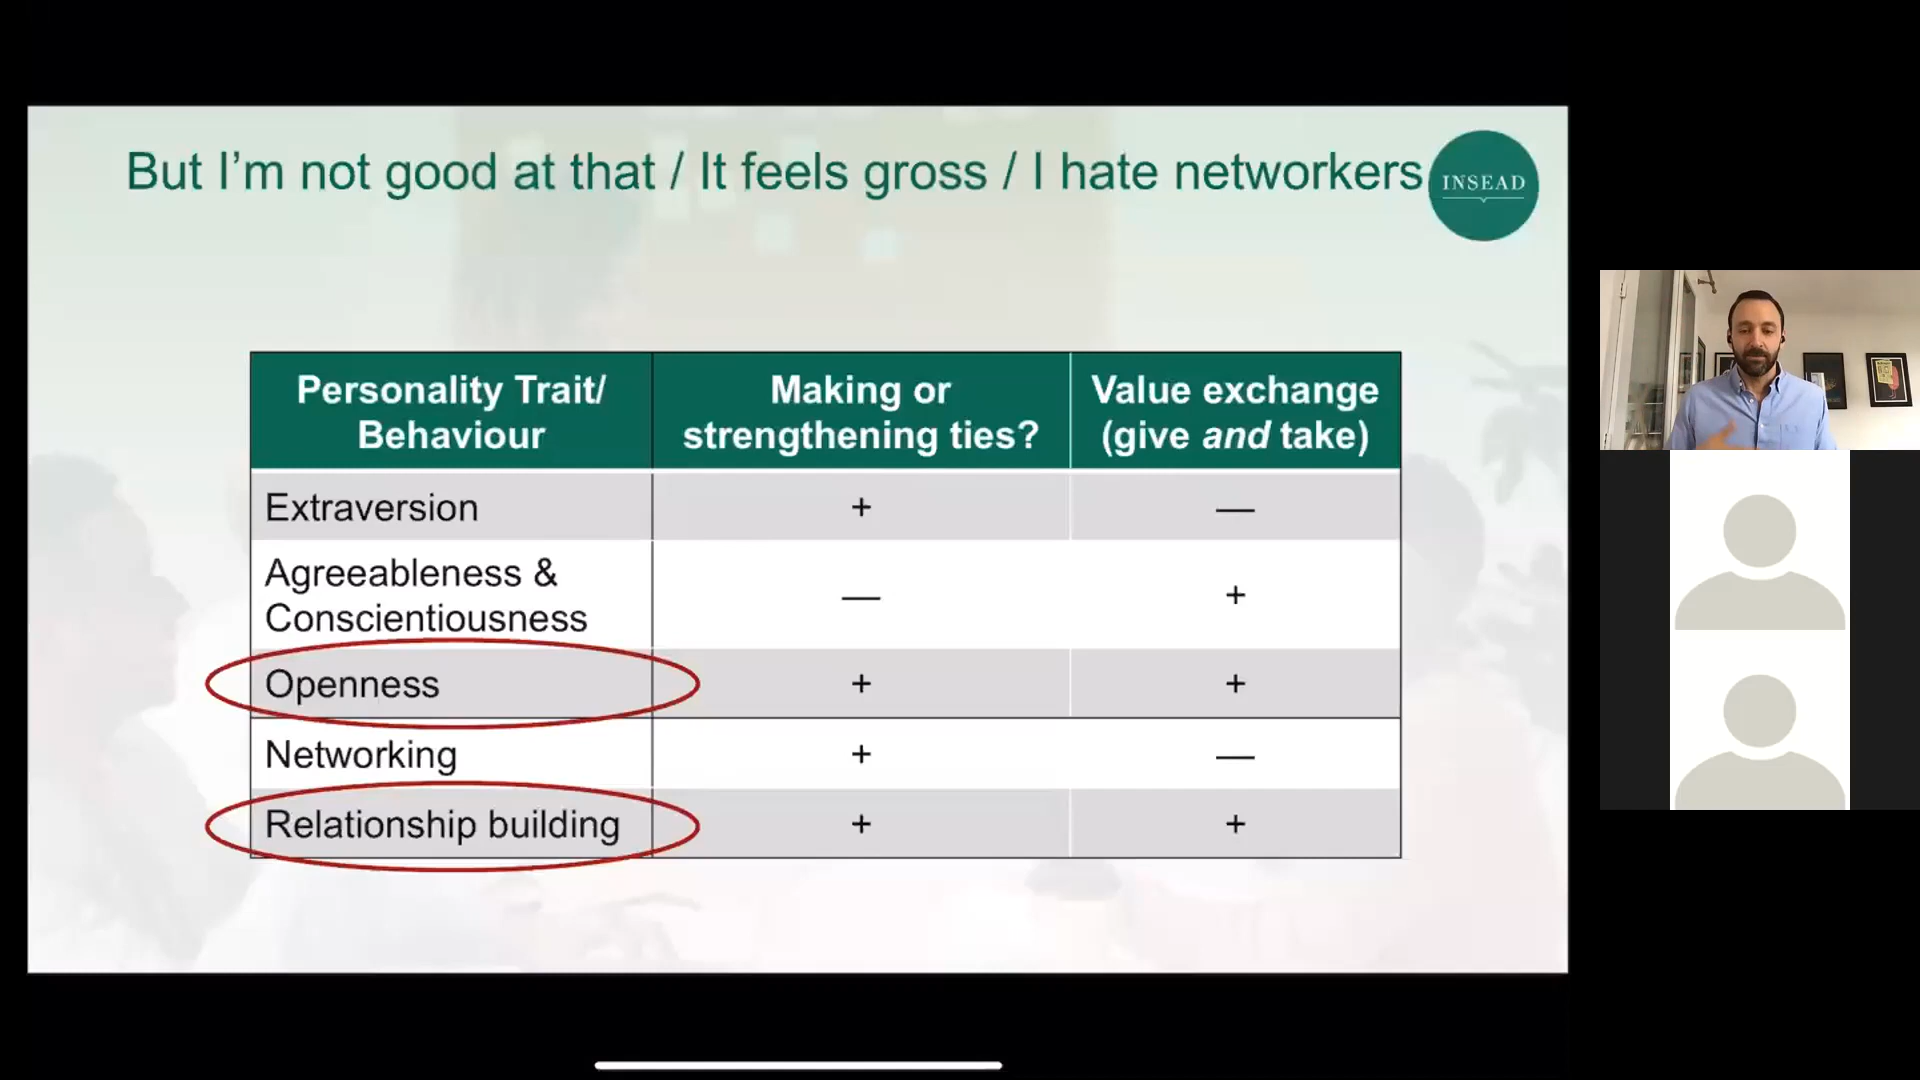 But I'm not good at that / It feels gross / I hate networkers
INSEAD
Personality Trait/
Behaviour
Making or
strengthening ties?
Value exchange
(give and take)
Extraversion
+
—
Agreeableness &
Conscientiousness
—
+
Openness
+
+
Networking
+
—
Relationship building
+
+